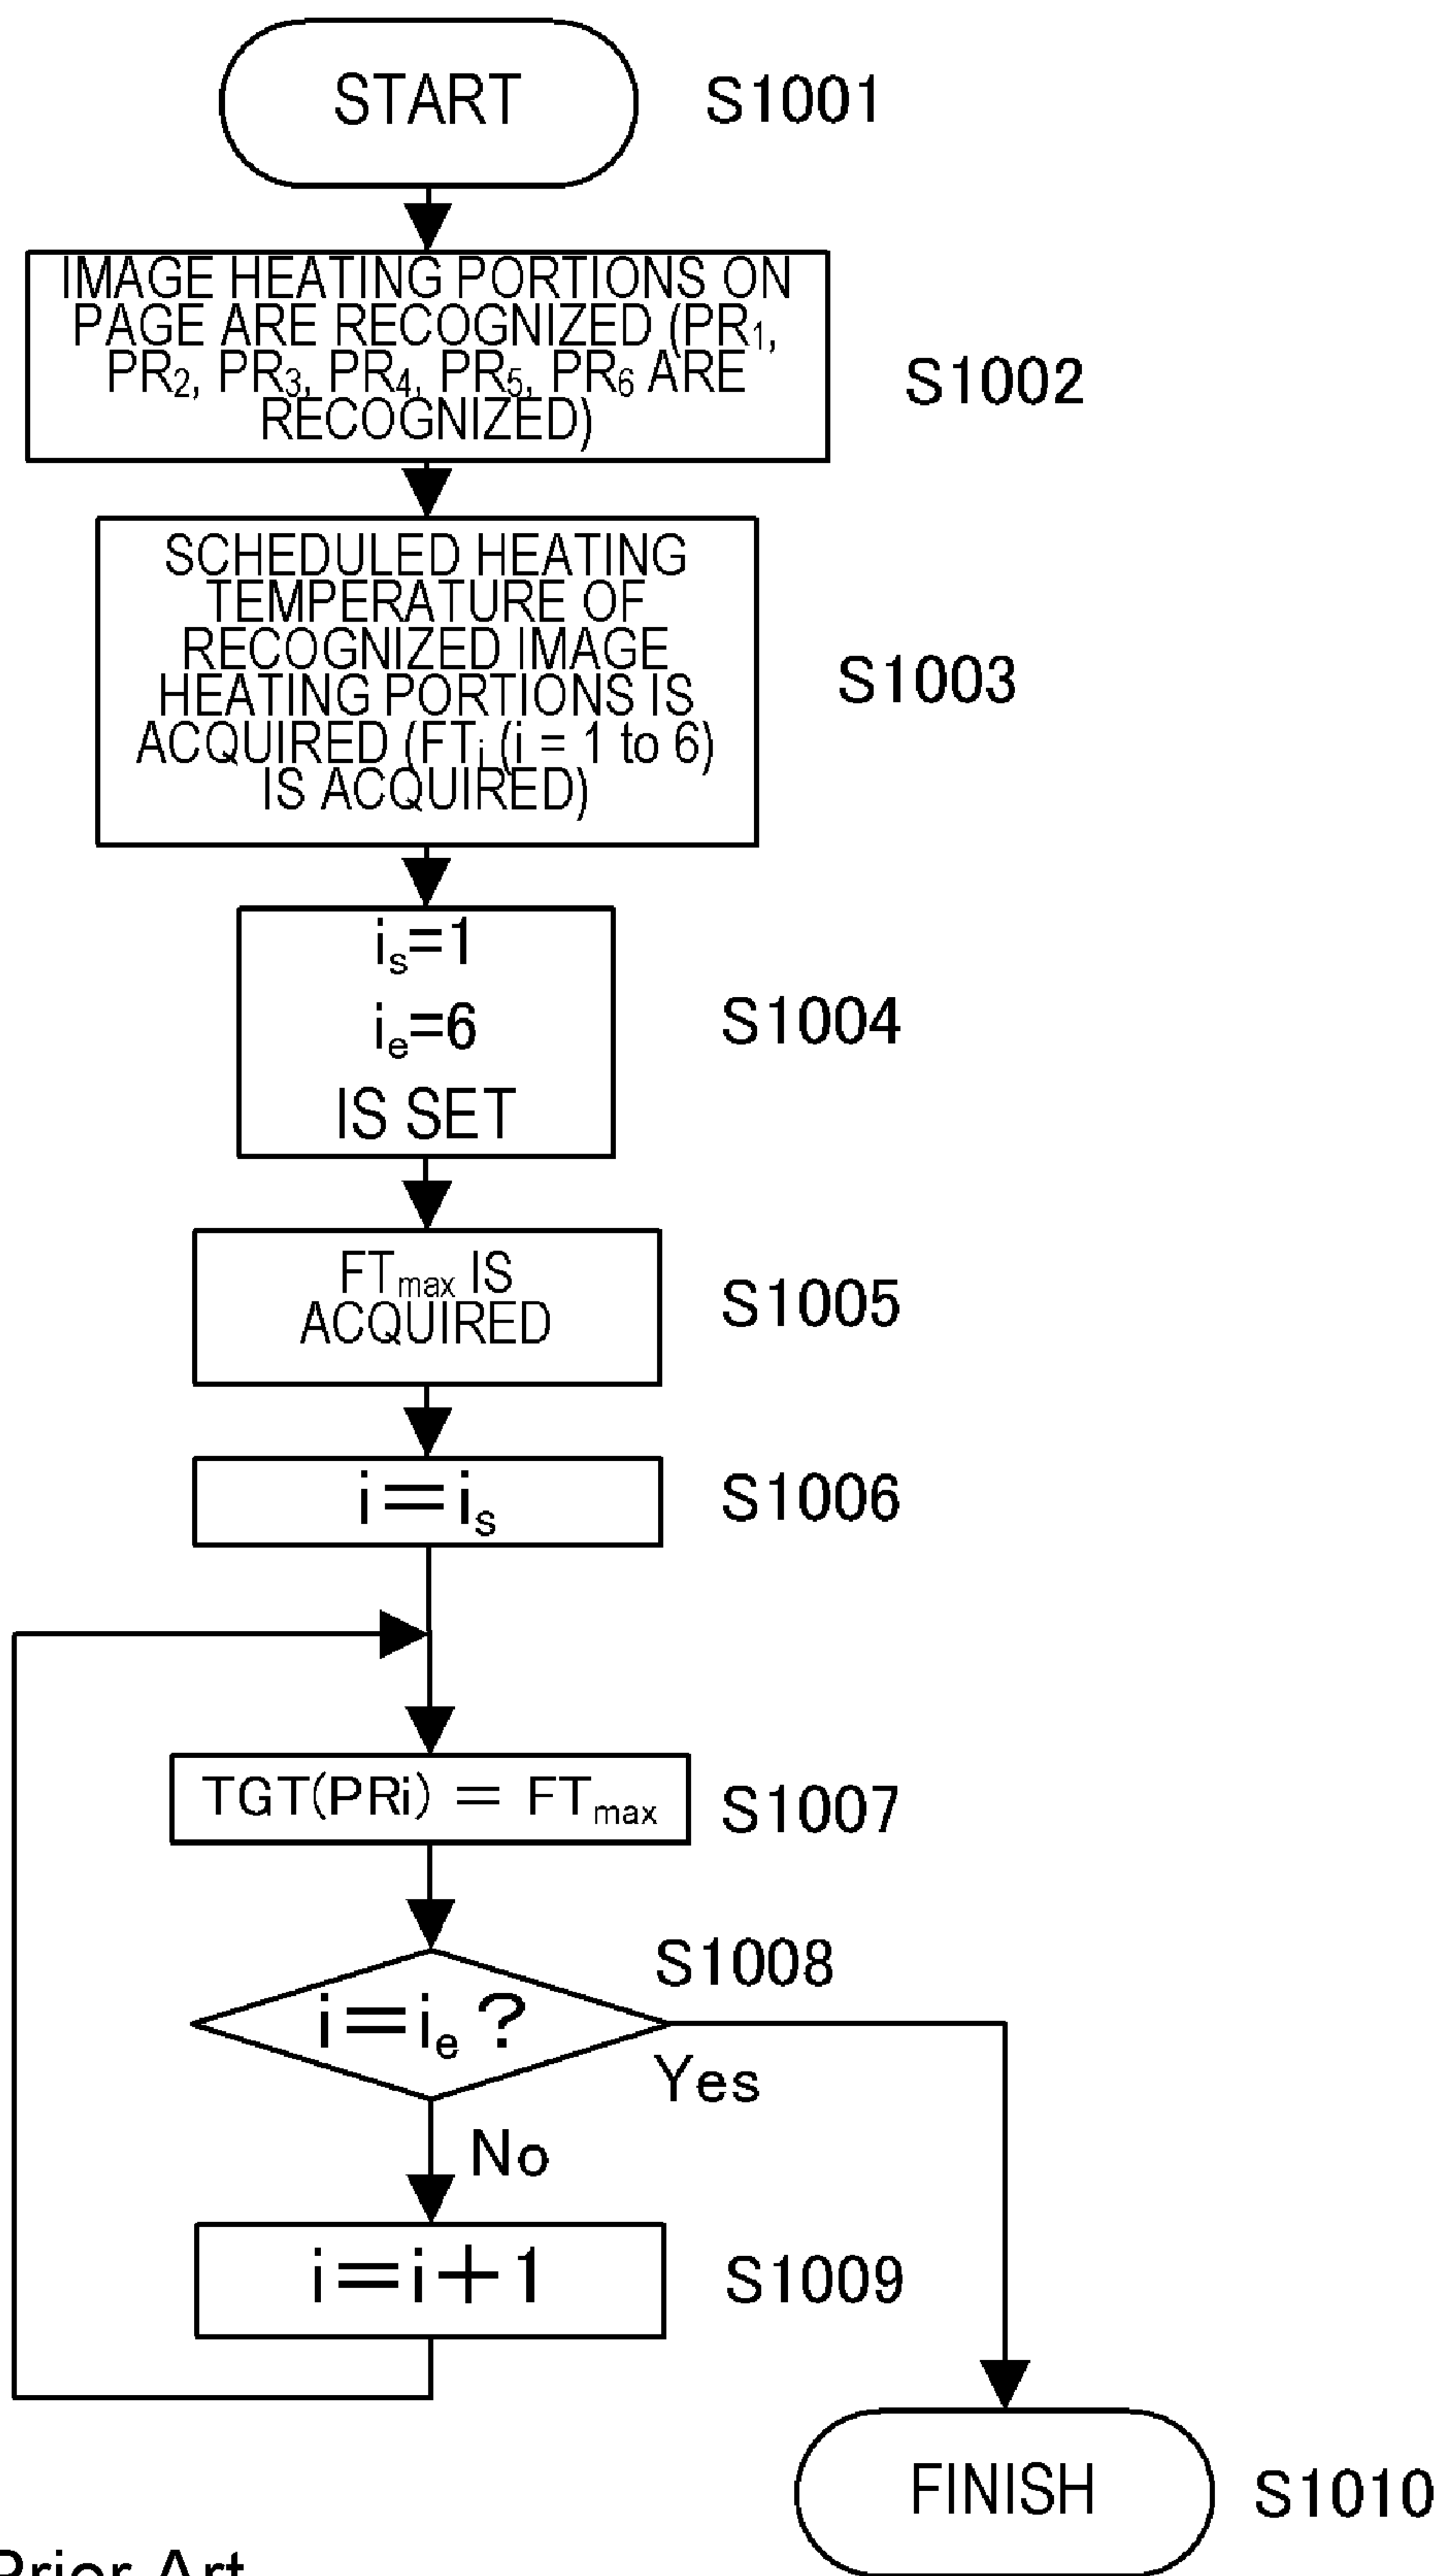 START
S1001
IMAGE HEATING PORTIONS ON
PAGE ARE RECOGNIZED (PR₁,
PR₂, PR₃, PR₄, PR₅, PR₆ ARE
RECOGNIZED)
S1002
SCHEDULED HEATING
TEMPERATURE OF
RECOGNIZED IMAGE
HEATING PORTIONS IS
ACQUIRED (FTᵢ (i = 1 to 6)
IS ACQUIRED)
S1003
iₛ=1
iₑ=6
IS SET
S1004
FTₘₐₓ IS
ACQUIRED
S1005
i=iₛ
S1006
TGT(PRi) = FTₘₐₓ
S1007
S1008
i=iₑ?
Yes
No
i=i+1
S1009
FINISH
S1010
Prior Art